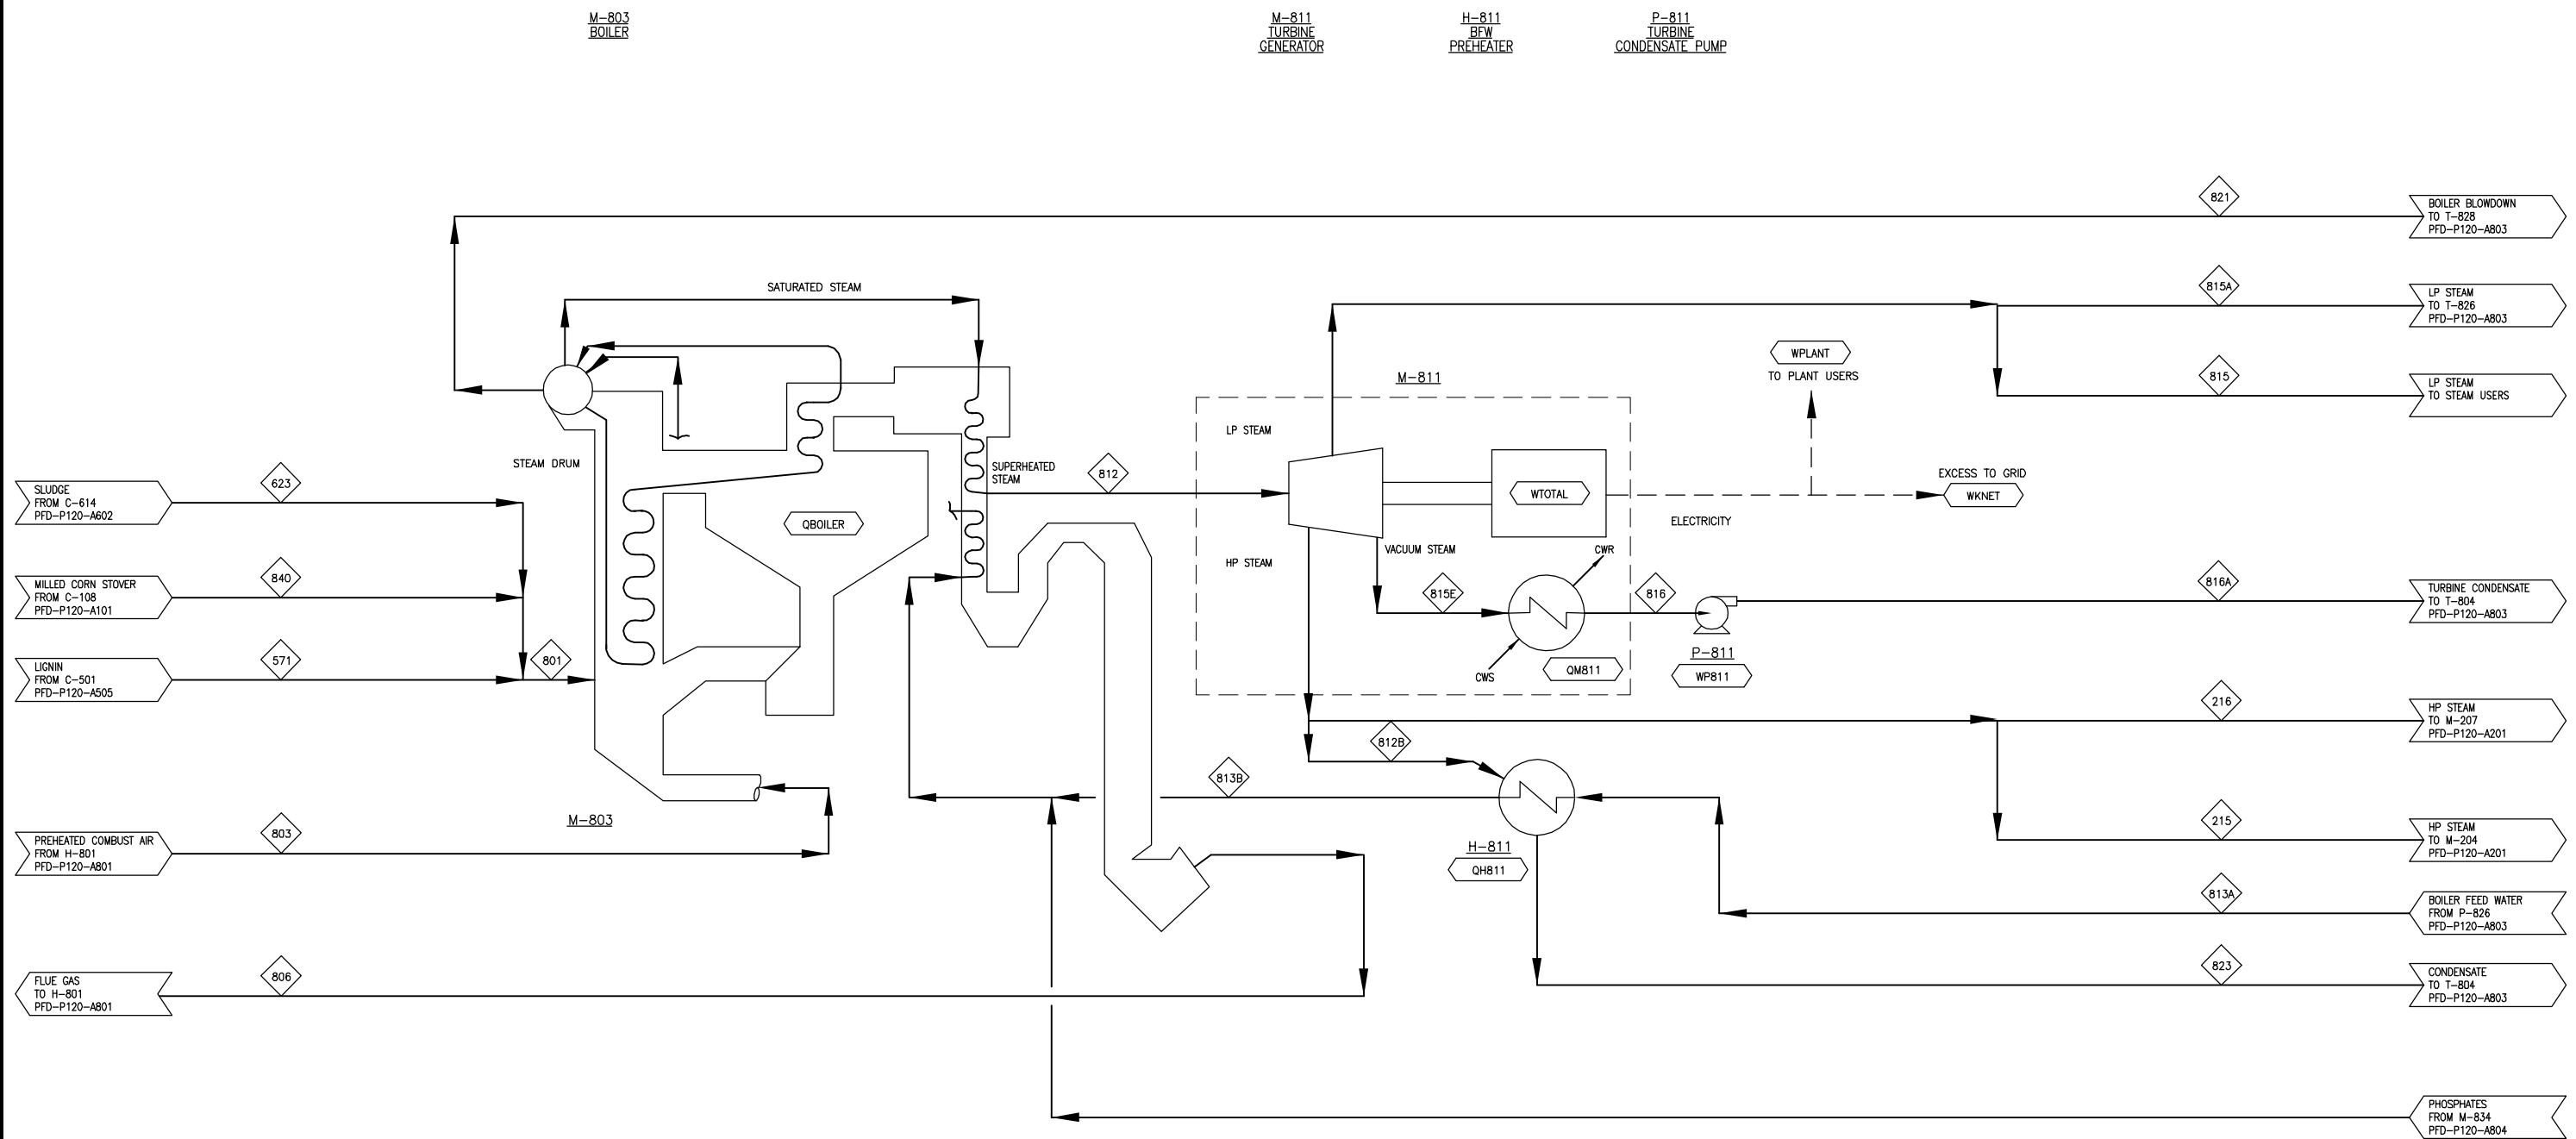 M-803
BOILER
M-811
TURBINE
GENERATOR
H-811
BFW
PREHEATER
P-811
TURBINE
CONDENSATE PUMP
821
BOILER BLOWDOWN
TO T-828
PFD-P120-A803
SATURATED STEAM
815A
LP STEAM
TO T-826
PFD-P120-A803
WPLANT
TO PLANT USERS
815
LP STEAM
TO STEAM USERS
M-811
LP STEAM
STEAM DRUM
SUPERHEATED
STEAM
812
WTOTAL
EXCESS TO GRID
WKNET
ELECTRICITY
623
SLUDGE
FROM C-614
PFD-P120-A602
QBOILER
VACUUM STEAM
CWR
HP STEAM
840
MILLED CORN STOVER
FROM C-108
PFD-P120-A101
815E
816
816A
TURBINE CONDENSATE
TO T-804
PFD-P120-A803
571
LIGNIN
FROM C-501
PFD-P120-A505
801
CWS
QM811
P-811
WP811
216
HP STEAM
TO M-207
PFD-P120-A201
812B
813B
M-803
803
PREHEATED COMBUST AIR
FROM H-801
PFD-P120-A801
215
HP STEAM
TO M-204
PFD-P120-A201
H-811
QH811
813A
BOILER FEED WATER
FROM P-826
PFD-P120-A803
806
FLUE GAS
TO H-801
PFD-P120-A801
823
CONDENSATE
TO T-804
PFD-P120-A803
PHOSPHATES
FROM M-834
PFD-P120-A804